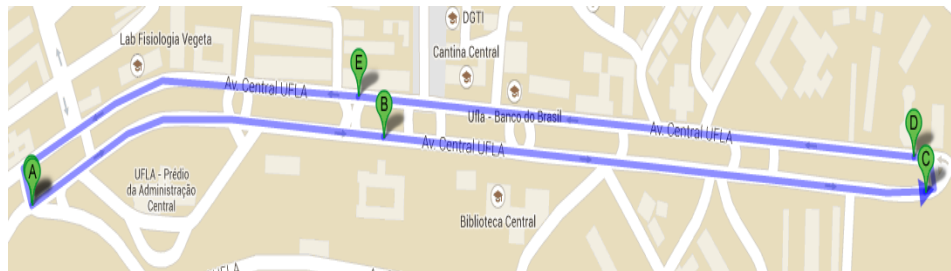 DGTI
Lab Fisiologia Vegeta
Cantina Central
E
Av. Central UFLA
B
Ufla - Banco do Brasil
Av. Central UFLA
D
Av. Central UFLA
C
A
UFLA - Prédio
da Administração
Central
Biblioteca Central
UFLA